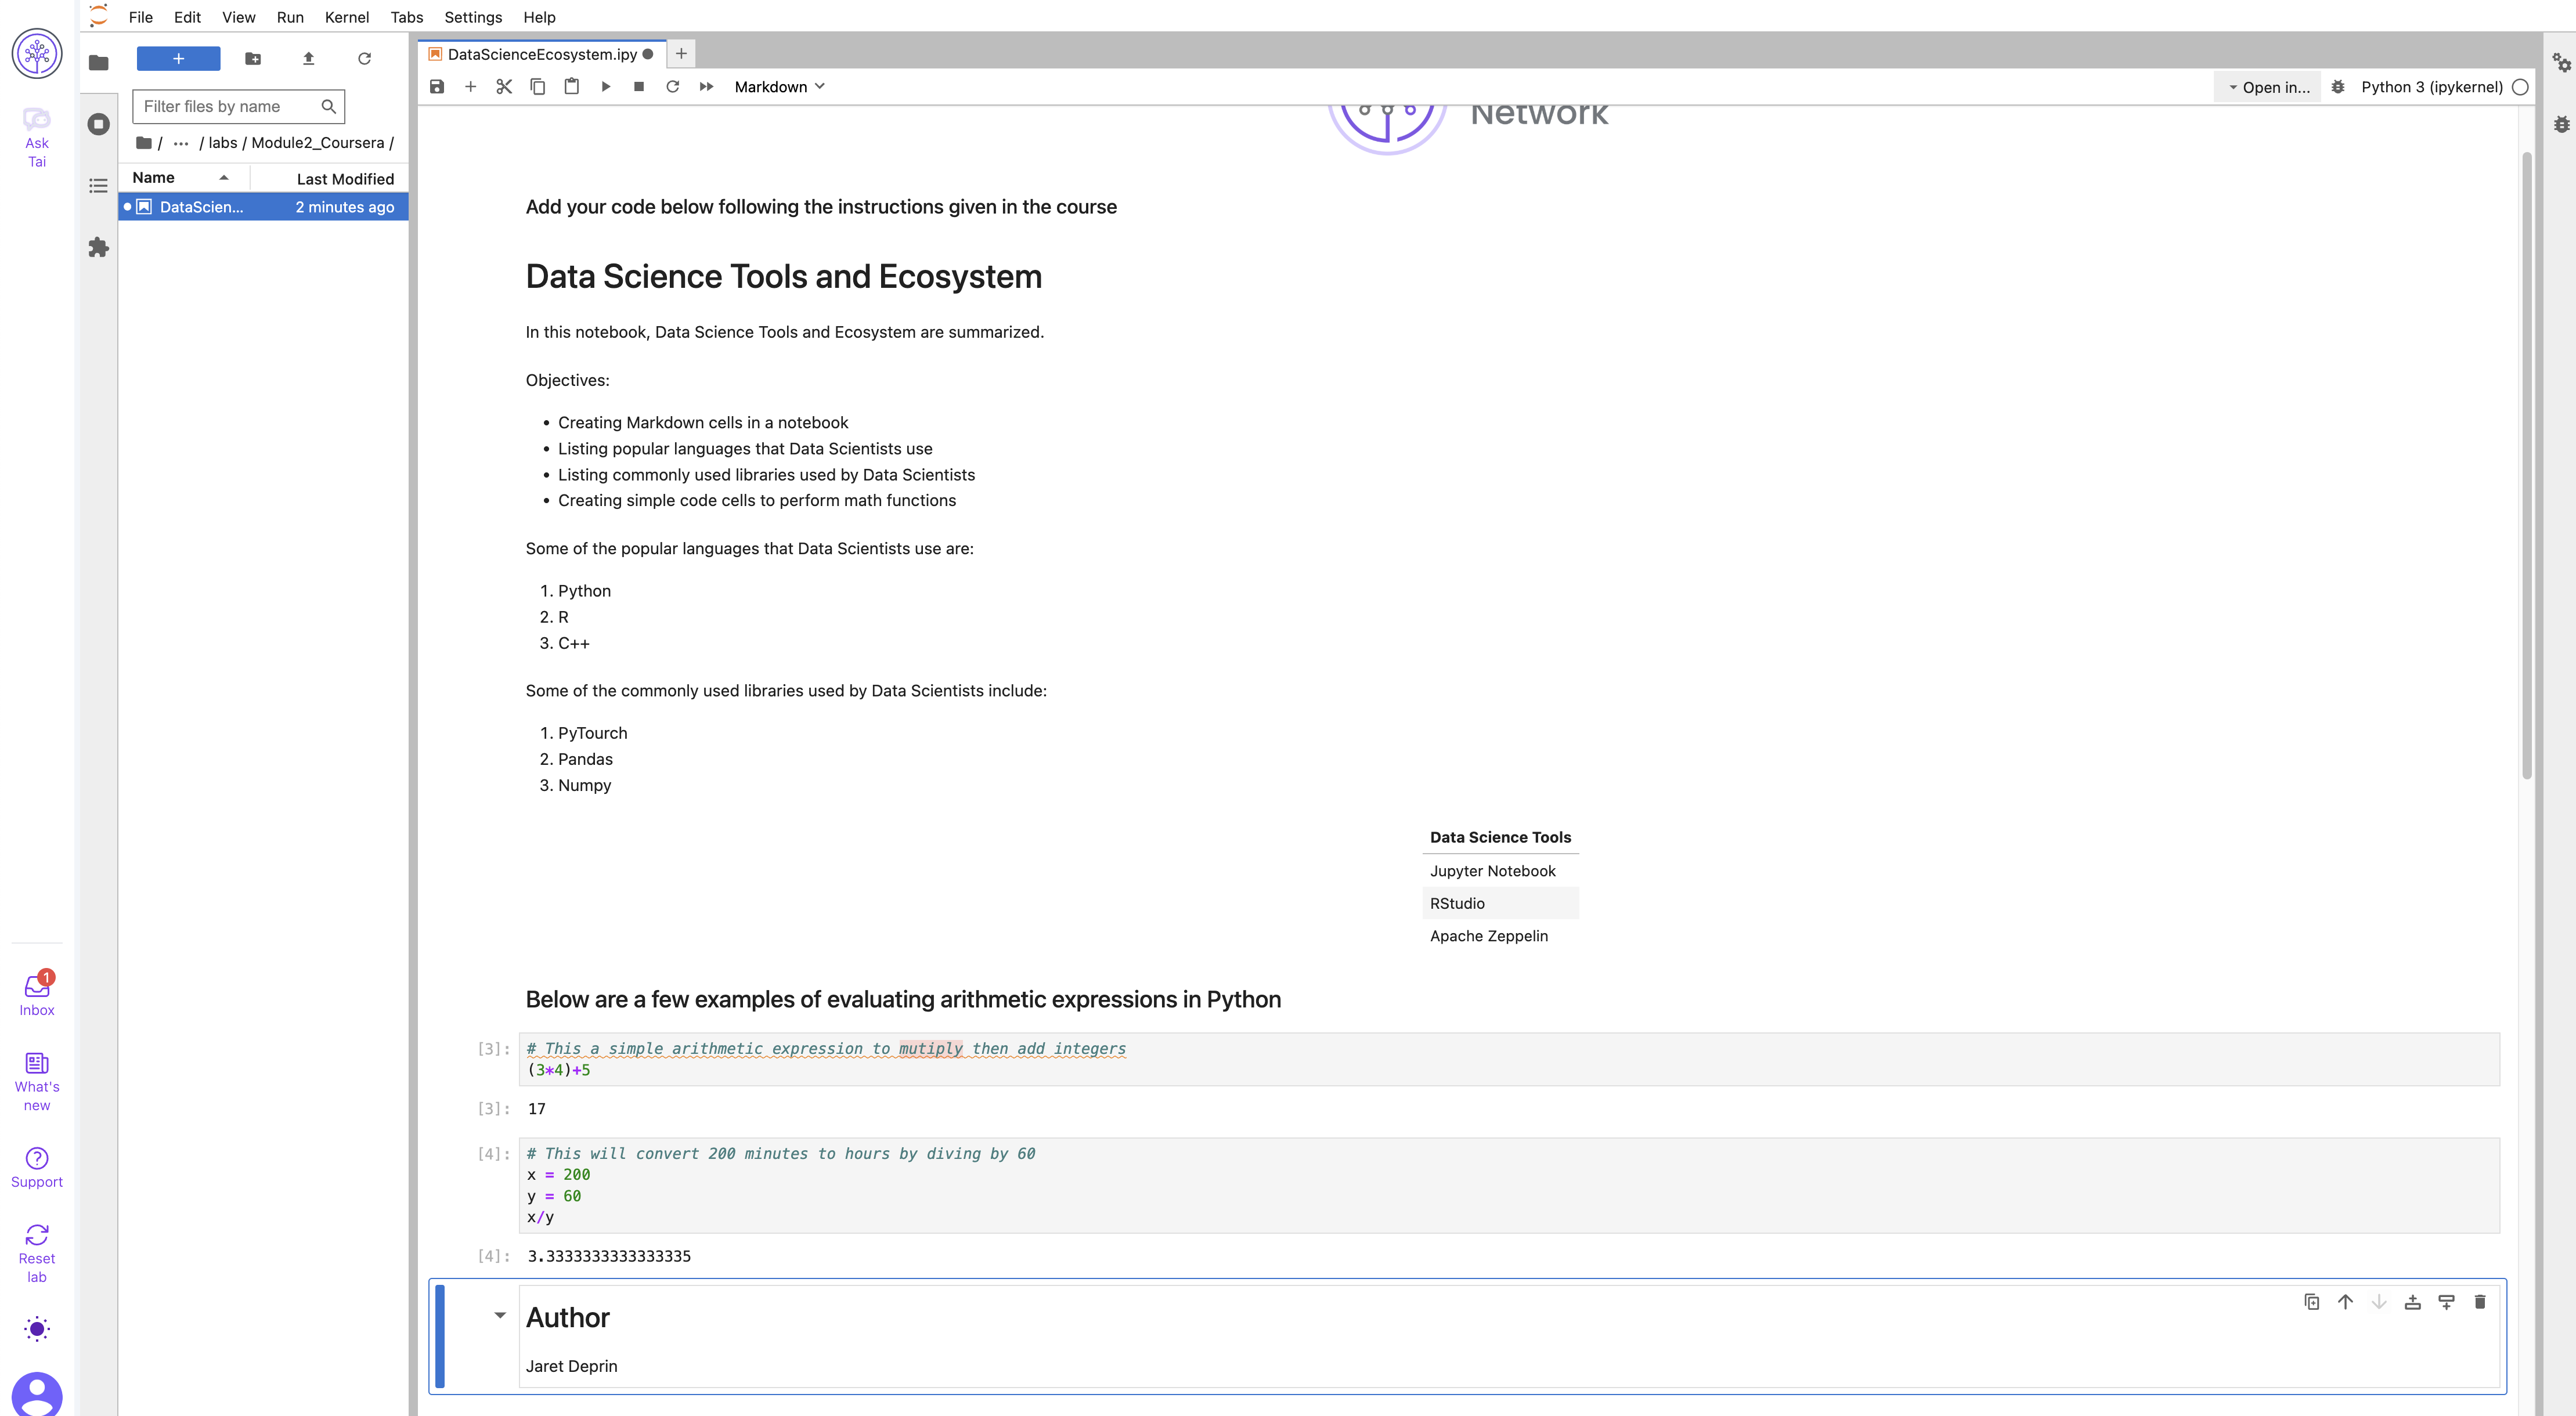 File Edit View Run Kernel Tabs Settings Help
Ask
Tai
+
Filter files by name
/ ... / labs / Module2_Coursera /
Name Last Modified
DataScien... 2 minutes ago
Inbox
1
What's
new
Support
Reset
lab
DataScienceEcosystem.ipy
Markdown
Open in...
Python 3 (ipykernel)
Network
Add your code below following the instructions given in the course
Data Science Tools and Ecosystem
In this notebook, Data Science Tools and Ecosystem are summarized.
Objectives:
• Creating Markdown cells in a notebook
• Listing popular languages that Data Scientists use
• Listing commonly used libraries used by Data Scientists
• Creating simple code cells to perform math functions
Some of the popular languages that Data Scientists use are:
1. Python
2. R
3. C++
Some of the commonly used libraries used by Data Scientists include:
1. PyTourch
2. Pandas
3. Numpy
Data Science Tools
Jupyter Notebook
RStudio
Apache Zeppelin
Below are a few examples of evaluating arithmetic expressions in Python
[3]: # This a simple arithmetic expression to mutiply then add integers
(3*4)+5
[3]: 17
[4]: # This will convert 200 minutes to hours by diving by 60
x = 200
y = 60
x/y
[4]: 3.3333333333333335
Author
Jaret Deprin